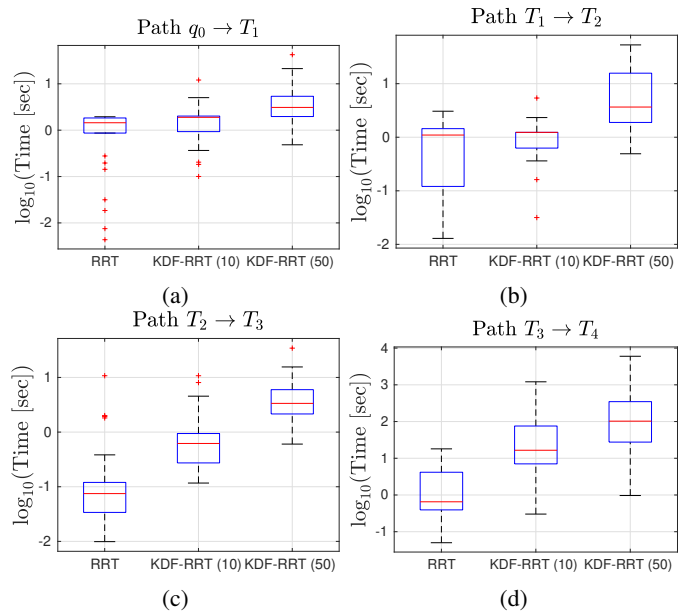 Path q₀ → T₁
log₁₀(Time [sec])
1
0
-1
-2
RRT KDF-RRT (10) KDF-RRT (50)
(a)
Path T₁ → T₂
log₁₀(Time [sec])
1
0
-1
-2
RRT KDF-RRT (10) KDF-RRT (50)
(b)
Path T₂ → T₃
log₁₀(Time [sec])
1
0
-1
-2
RRT KDF-RRT (10) KDF-RRT (50)
(c)
Path T₃ → T₄
log₁₀(Time [sec])
4
3
2
1
0
-1
RRT KDF-RRT (10) KDF-RRT (50)
(d)